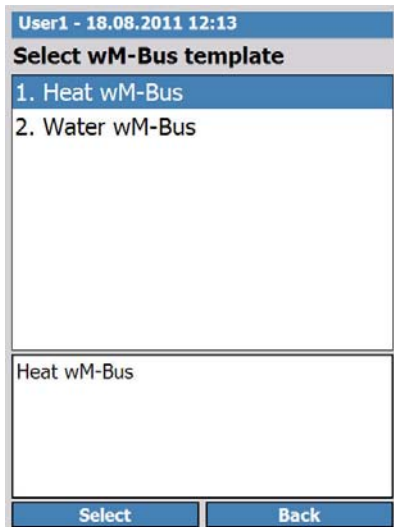 User1 - 18.08.2011 12:13
Select wM-Bus template
1. Heat wM-Bus
2. Water wM-Bus
Heat wM-Bus
Select Back